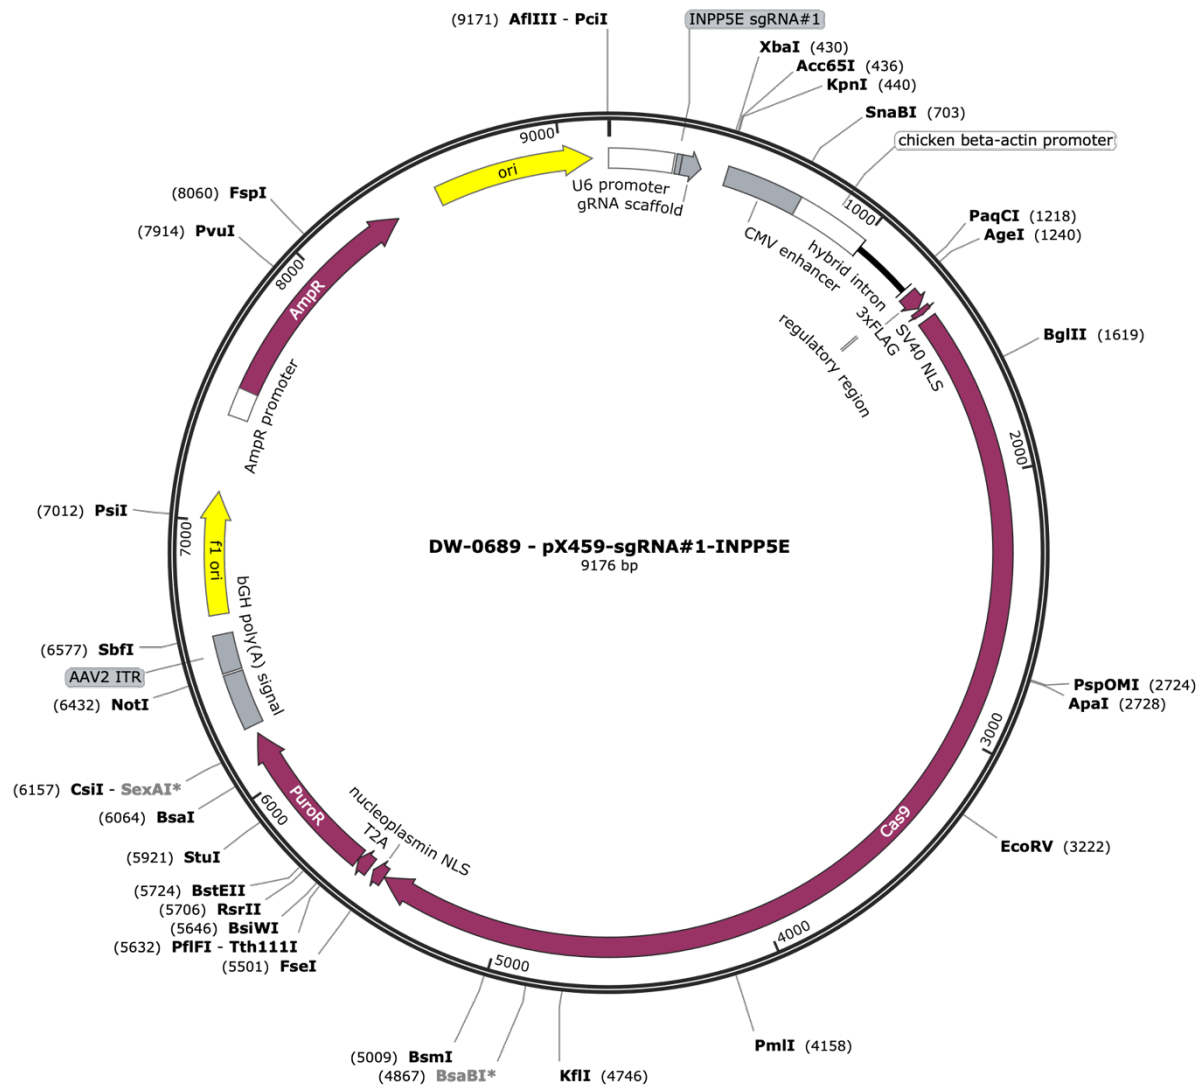 (9171) AflIII - PciI
INPP5E sgRNA#1
XbaI (430)
Acc65I (436)
KpnI (440)
SnaBI (703)
chicken beta-actin promoter
PaqCI (1218)
AgeI (1240)
BglII (1619)
PspOMI (2724)
ApaI (2728)
EcoRV (3222)
PmlI (4158)
KflI (4746)
(4867) BsaBI*
(5009) BsmI
(5501) FseI
(5632) PflFI - Tth111I
(5646) BsiWI
(5706) RsrII
(5724) BstEII
(5921) StuI
(6064) BsaI
(6157) CsiI - SexAI*
(6432) NotI
AAV2 ITR
(6577) SbfI
(7012) PsiI
(7914) PvuI
(8060) FspI
1000
2000
3000
4000
5000
6000
7000
8000
9000
ori
U6 promoter
gRNA scaffold
CMV enhancer
hybrid intron
3xFLAG
SV40 NLS
regulatory region
Cas9
nucleoplasmin NLS
T2A
PuroR
bGH poly(A) signal
f1 ori
AmpR promoter
AmpR
DW-0689 - pX459-sgRNA#1-INPP5E
9176 bp